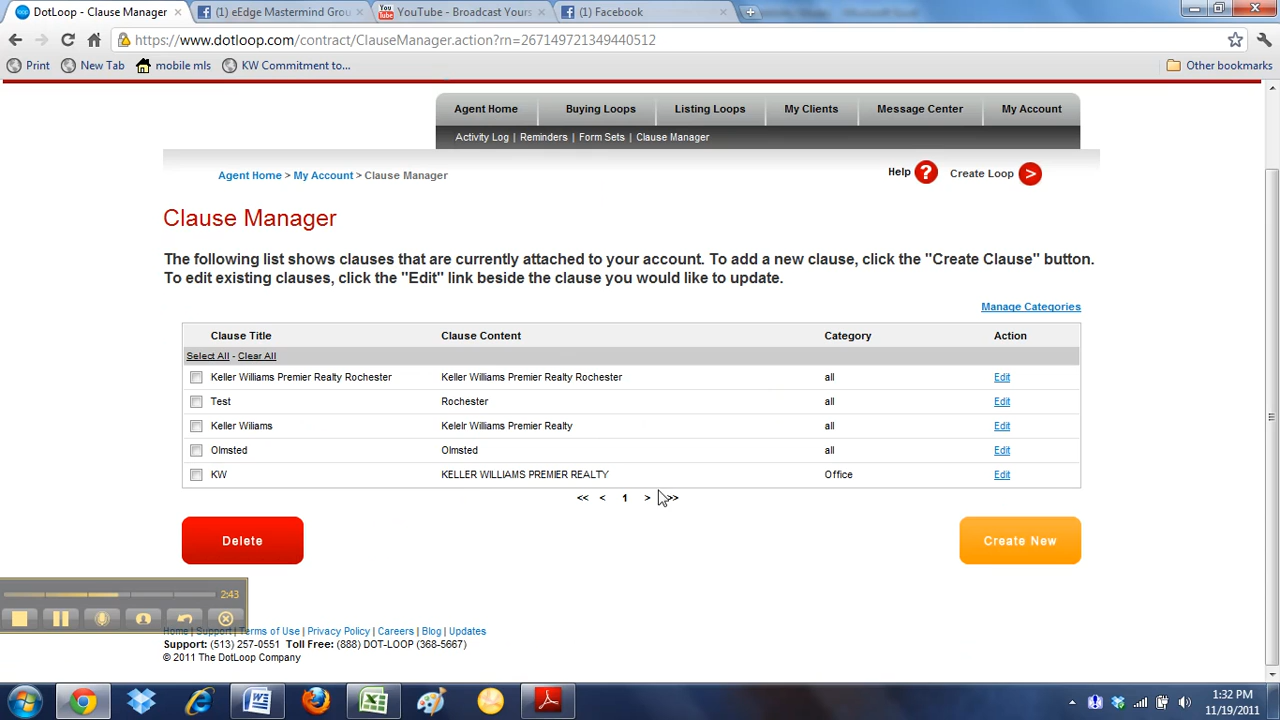 DotLoop - Clause Manager
(1) eEdge Mastermind Grou
YouTube - Broadcast Yours
(1) Facebook
https://www.dotloop.com/contract/ClauseManager.action?rn=267149721349440512
Print
New Tab
mobile mls
KW Commitment to...
Other bookmarks
Agent Home
Buying Loops
Listing Loops
My Clients
Message Center
My Account
Activity Log | Reminders | Form Sets | Clause Manager
Agent Home > My Account > Clause Manager
Help ?
Create Loop >
Clause Manager
The following list shows clauses that are currently attached to your account. To add a new clause, click the "Create Clause" button.
To edit existing clauses, click the "Edit" link beside the clause you would like to update.
Manage Categories
Clause Title Clause Content Category Action
Select All - Clear All
Keller Williams Premier Realty Rochester Keller Williams Premier Realty Rochester all Edit
Test Rochester all Edit
Keller Wiliams Kelelr Williams Premier Realty all Edit
Olmsted Olmsted all Edit
KW KELLER WILLIAMS PREMIER REALTY Office Edit
<< < 1 > >>
Delete
Create New
2:43
Home | Support | Terms of Use | Privacy Policy | Careers | Blog | Updates
Support: (513) 257-0551 Toll Free: (888) DOT-LOOP (368-5667)
© 2011 The DotLoop Company
1:32 PM
11/19/2011